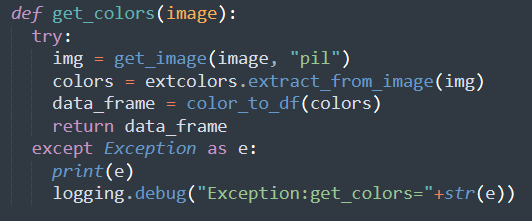 def get_colors(image):
  try:
    img = get_image(image, "pil")
    colors = extcolors.extract_from_image(img)
    data_frame = color_to_df(colors)
    return data_frame
  except Exception as e:
    print(e)
    logging.debug("Exception:get_colors="+str(e))